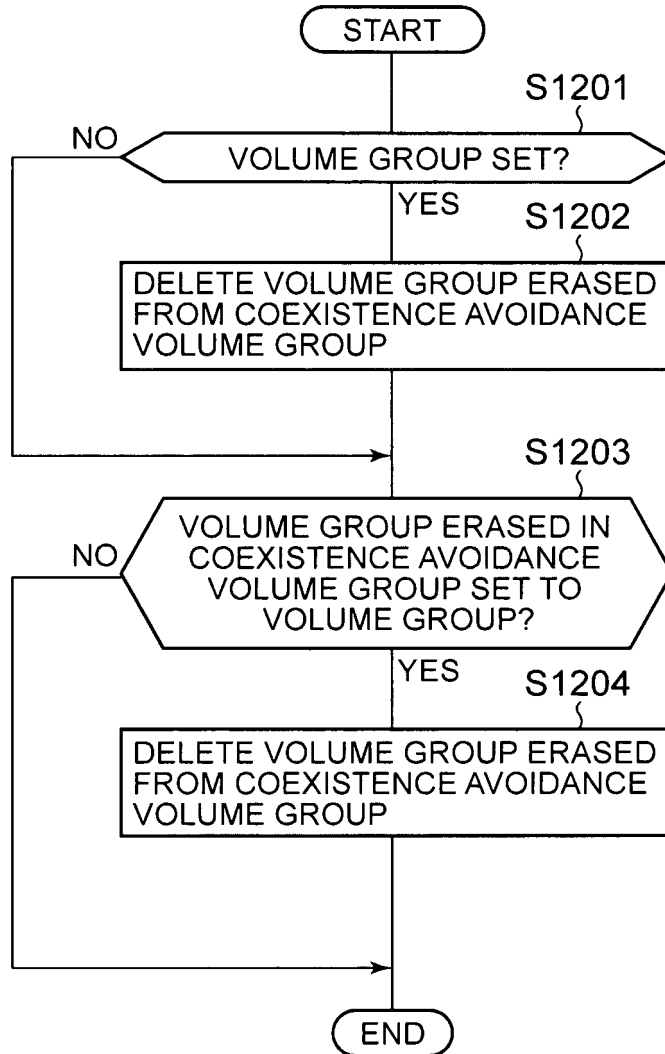 START
S1201
NO
VOLUME GROUP SET?
YES
S1202
DELETE VOLUME GROUP ERASED
FROM COEXISTENCE AVOIDANCE
VOLUME GROUP
S1203
VOLUME GROUP ERASED IN
NO
COEXISTENCE AVOIDANCE
VOLUME GROUP SET TO
VOLUME GROUP?
YES
S1204
DELETE VOLUME GROUP ERASED
FROM COEXISTENCE AVOIDANCE
VOLUME GROUP
END